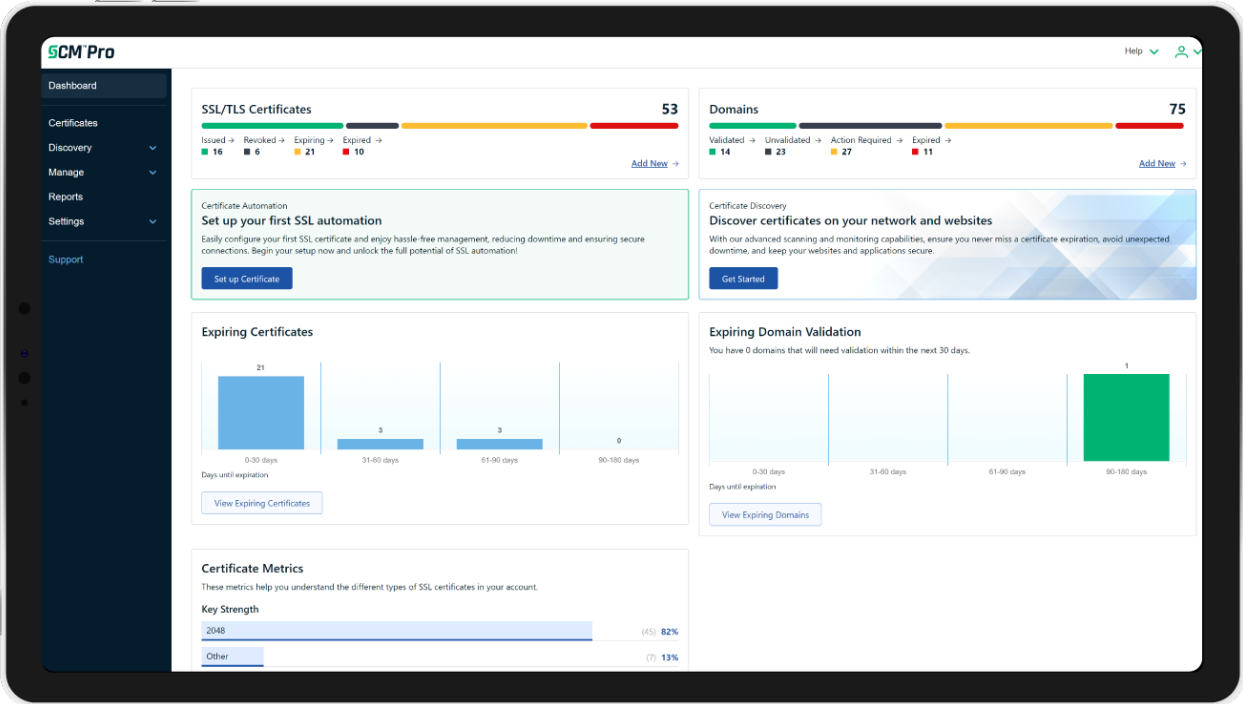 SCM™Pro
Help
Dashboard
Certificates
Discovery
Manage
Reports
Settings
Support
SSL/TLS Certificates 53
Issued → Revoked → Expiring → Expired →
16 6 21 10
Add New →
Domains 75
Validated → Unvalidated → Action Required → Expired →
14 23 27 11
Add New →
Certificate Automation
Set up your first SSL automation
Easily configure your first SSL certificate and enjoy hassle-free management, reducing downtime and ensuring secure
connections. Begin your setup now and unlock the full potential of SSL automation!
Set up Certificate
Certificate Discovery
Discover certificates on your network and websites
With our advanced scanning and monitoring capabilities, ensure you never miss a certificate expiration, avoid unexpected
downtime, and keep your websites and applications secure.
Get Started
Expiring Certificates
21
3
3
0
0-30 days 31-60 days 61-90 days 90-180 days
Days until expiration
View Expiring Certificates
Expiring Domain Validation
You have 0 domains that will need validation within the next 30 days.
1
0-30 days 31-60 days 61-90 days 90-180 days
Days until expiration
View Expiring Domains
Certificate Metrics
These metrics help you understand the different types of SSL certificates in your account.
Key Strength
2048 (45) 82%
Other (7) 13%